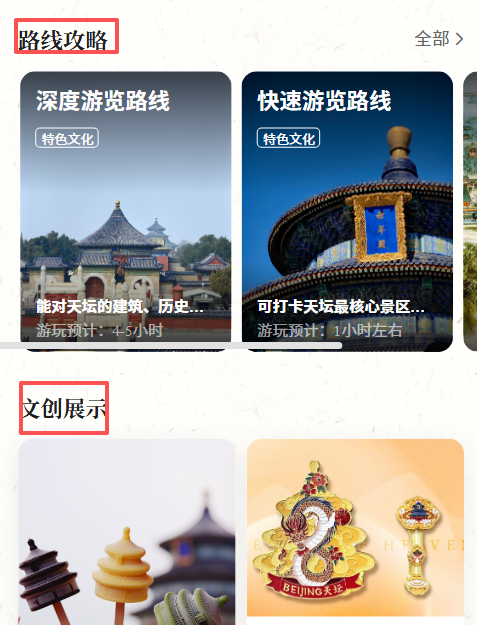 路线攻略
全部 >
深度游览路线
特色文化
能对天坛的建筑、历史...
游玩预计：4-5小时
快速游览路线
特色文化
祈年殿
可打卡天坛最核心景区...
游玩预计：1小时左右
文创展示
BEIJING天坛
HEAVEN